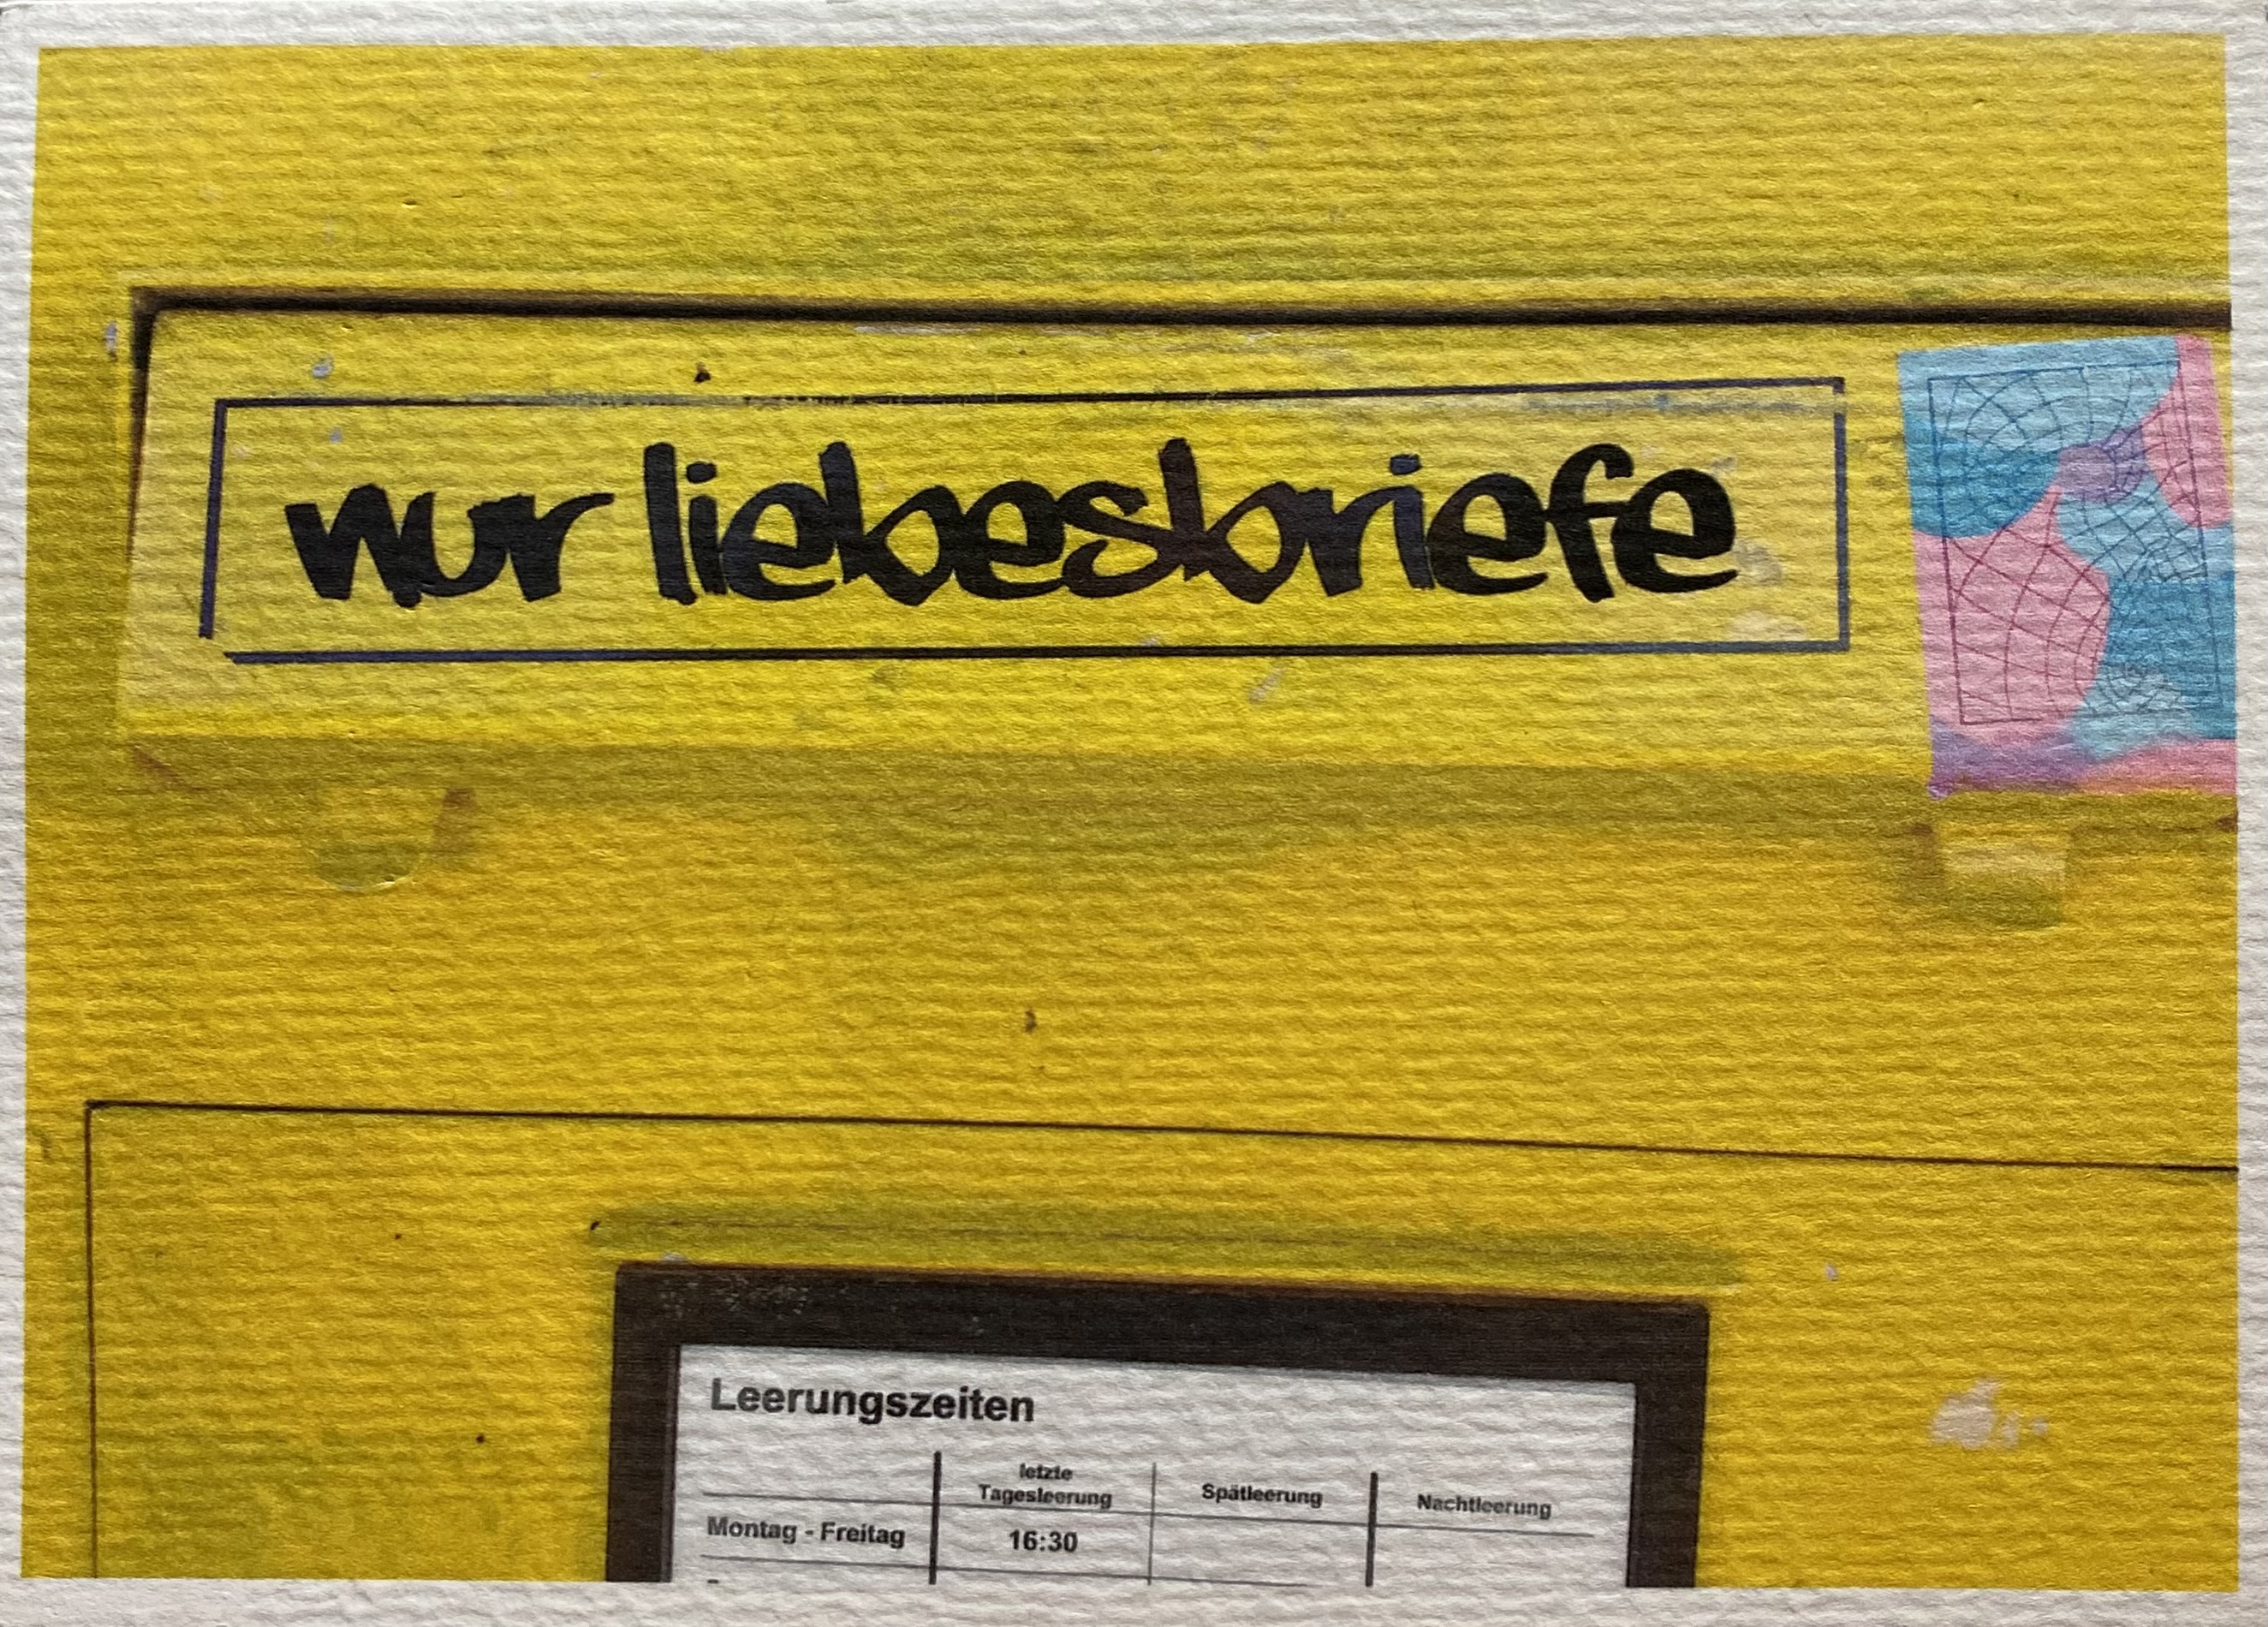 nur liebesbriefe
Leerungszeiten
letzte
Tagesleerung
Spätleerung
Nachtleerung
Montag - Freitag
16:30